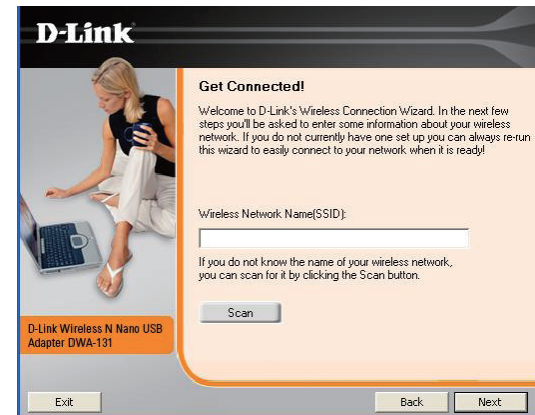 D-Link
Get Connected!
Welcome to D-Link's Wireless Connection Wizard. In the next few
steps you'll be asked to enter some information about your wireless
network. If you do not currently have one set up you can always re-run
this wizard to easily connect to your network when it is ready!
Wireless Network Name(SSID):
If you do not know the name of your wireless network,
you can scan for it by clicking the Scan button.
Scan
D-Link Wireless N Nano USB
Adapter DWA-131
Exit
Back
Next